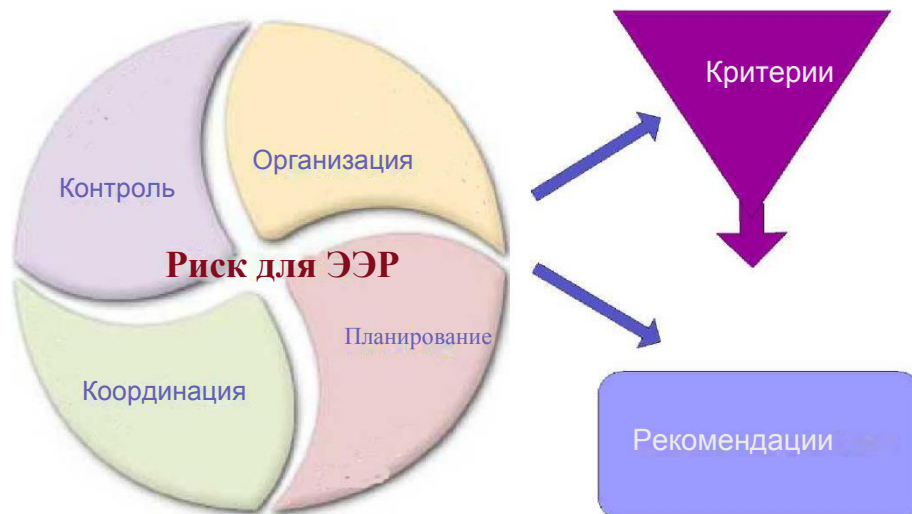 Критерии
Организация
Контроль
Риск для ЭЭР
Планирование
Координация
Рекомендации